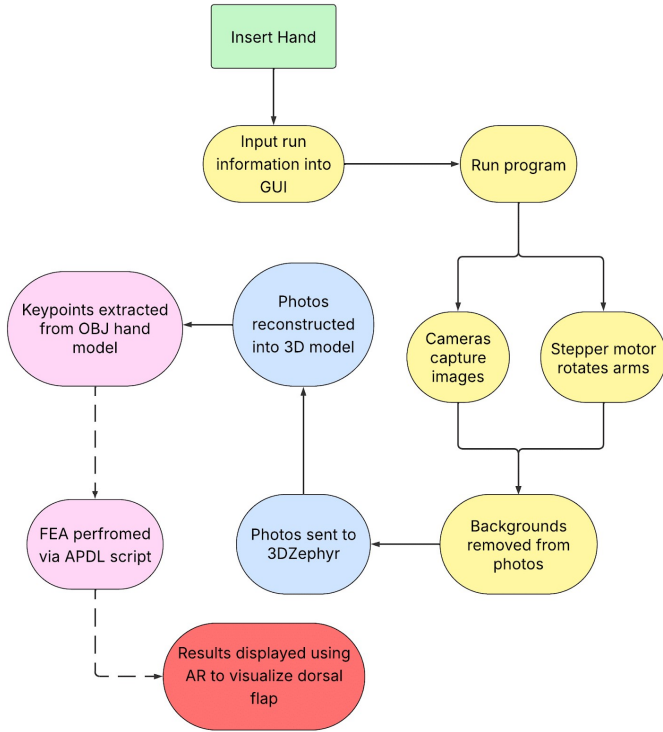 Insert Hand
Input run
information into
GUI
Run program
Cameras
capture
images
Stepper motor
rotates arms
Backgrounds
removed from
photos
Photos sent to
3DZephyr
Photos
reconstructed
into 3D model
Keypoints extracted
from OBJ hand
model
FEA perfromed
via APDL script
Results displayed using
AR to visualize dorsal
flap